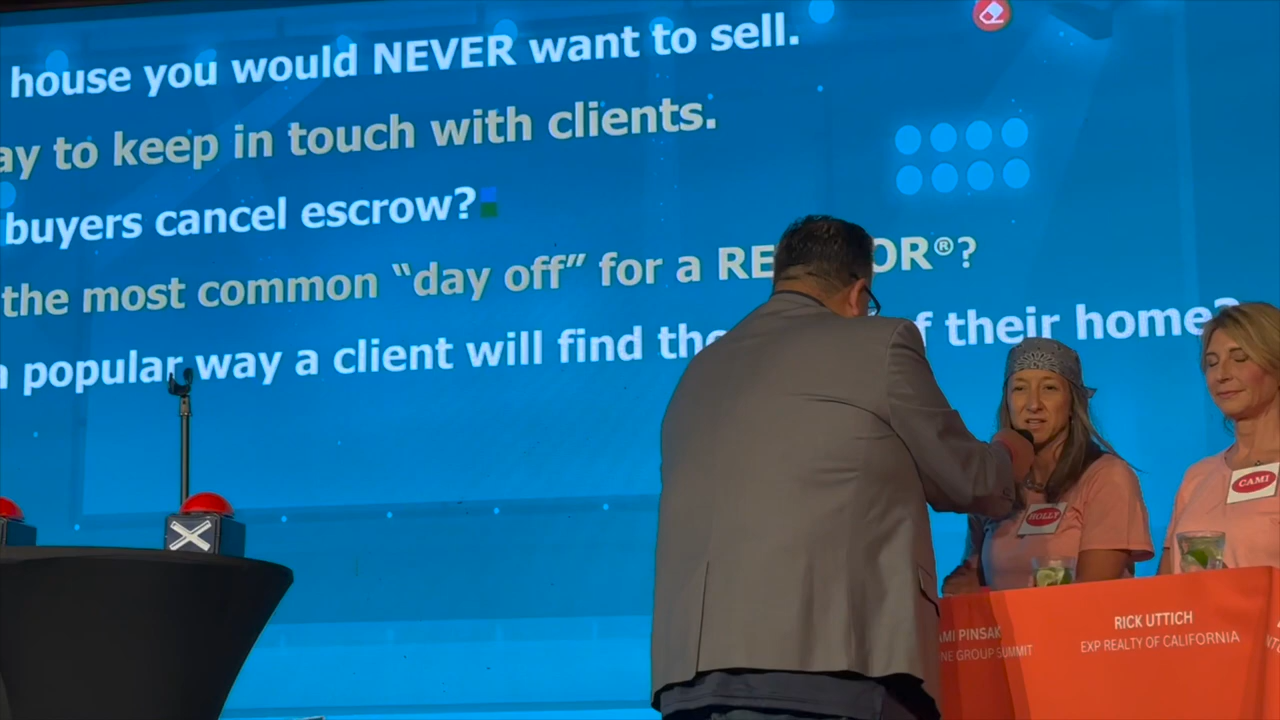 house you would NEVER want to sell.
ay to keep in touch with clients.
buyers cancel escrow?
the most common “day off” for a RE OR®?
popular way a client will find the f their home?
HOLLY
CAMI
AMI PINSAK
NE GROUP SUMMIT
RICK UTTICH
EXP REALTY OF CALIFORNIA